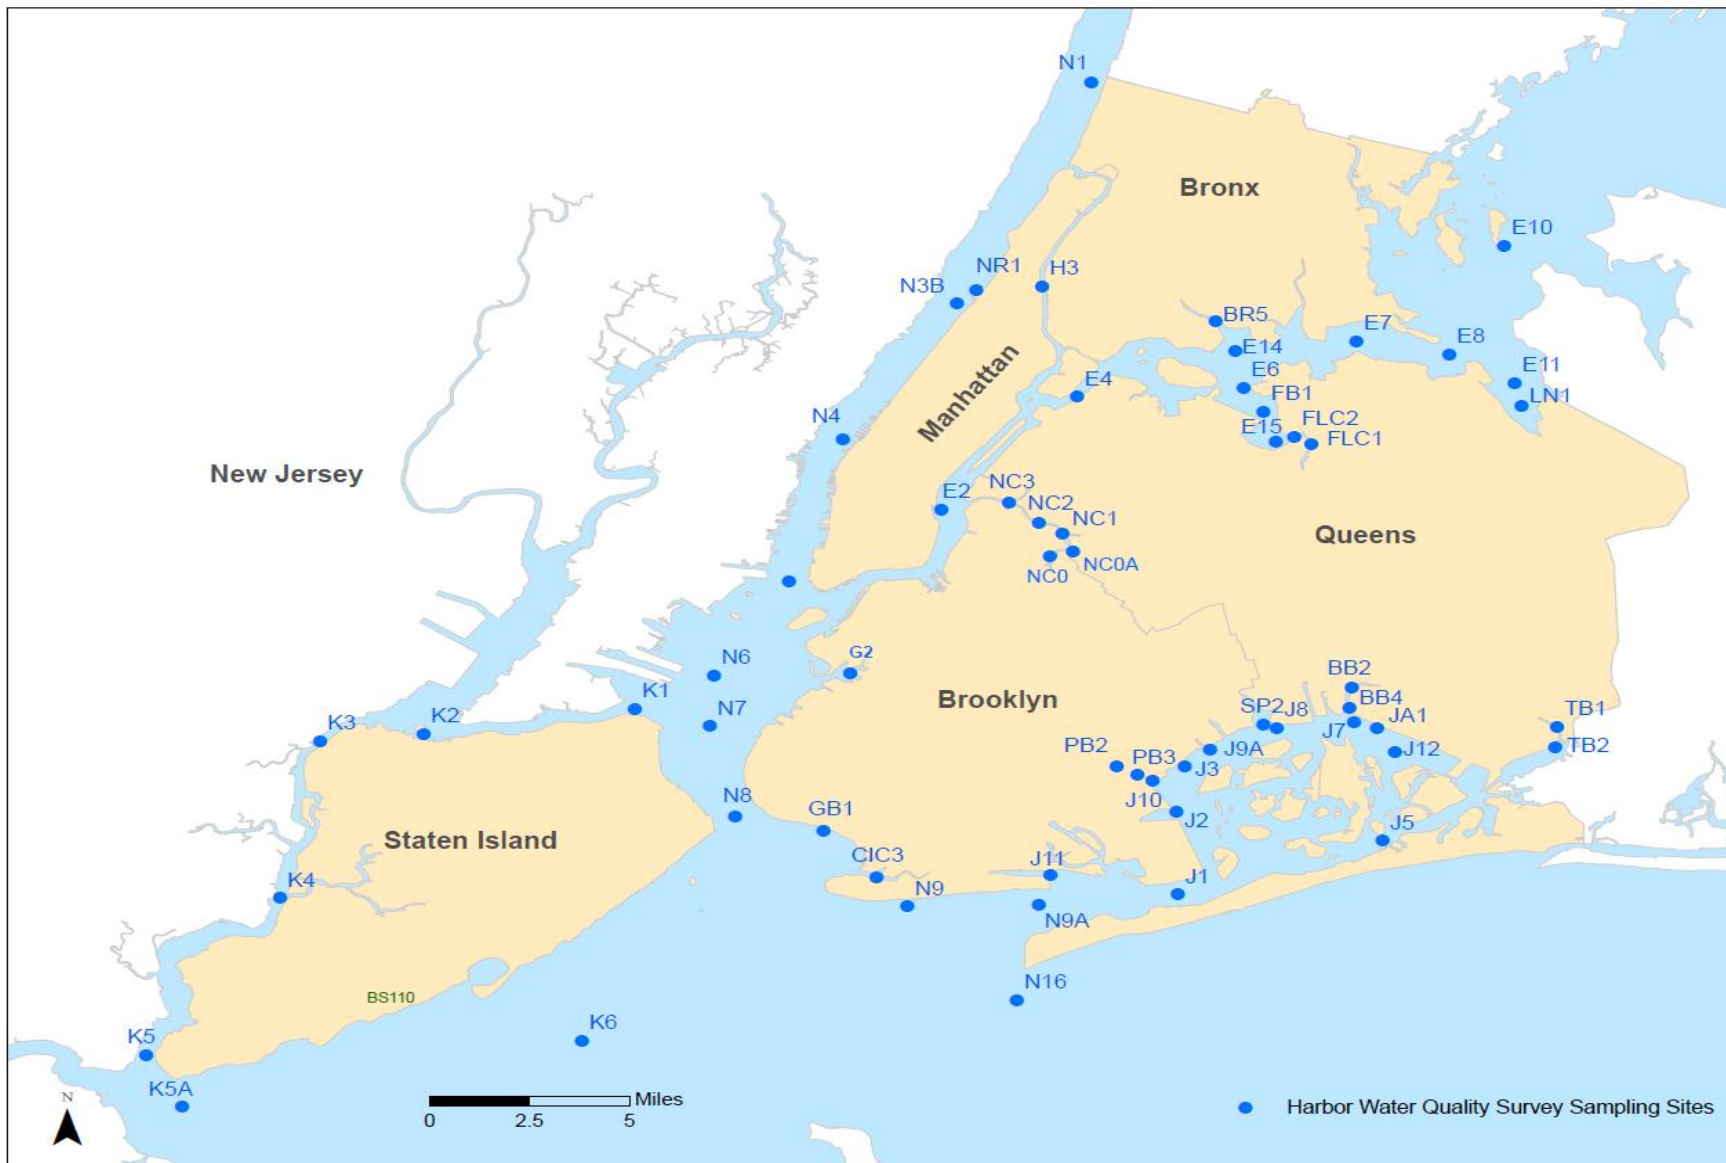 N1
Bronx
E10
NR1
H3
N3B
BR5
E7
E8
E14
E11
E6
E4
LN1
FB1
Manhattan
N4
FLC2
E15
FLC1
New Jersey
NC3
E2
NC2
NC1
Queens
NC0A
NC0
G2
N6
BB2
K1
Brooklyn
BB4
SP2
J8
TB1
N7
JA1
K3
K2
J7
PB2
J9A
J12
TB2
PB3
J3
N8
J10
GB1
J2
J5
Staten Island
CIC3
J11
K4
J1
N9
N9A
BS110
N16
K6
K5
K5A
N
Miles
0
2.5
5
Harbor Water Quality Survey Sampling Sites